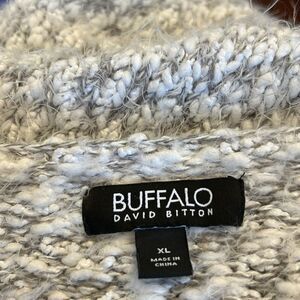 BUFFALO
DAVID BITTON
XL
MADE IN
CHINA